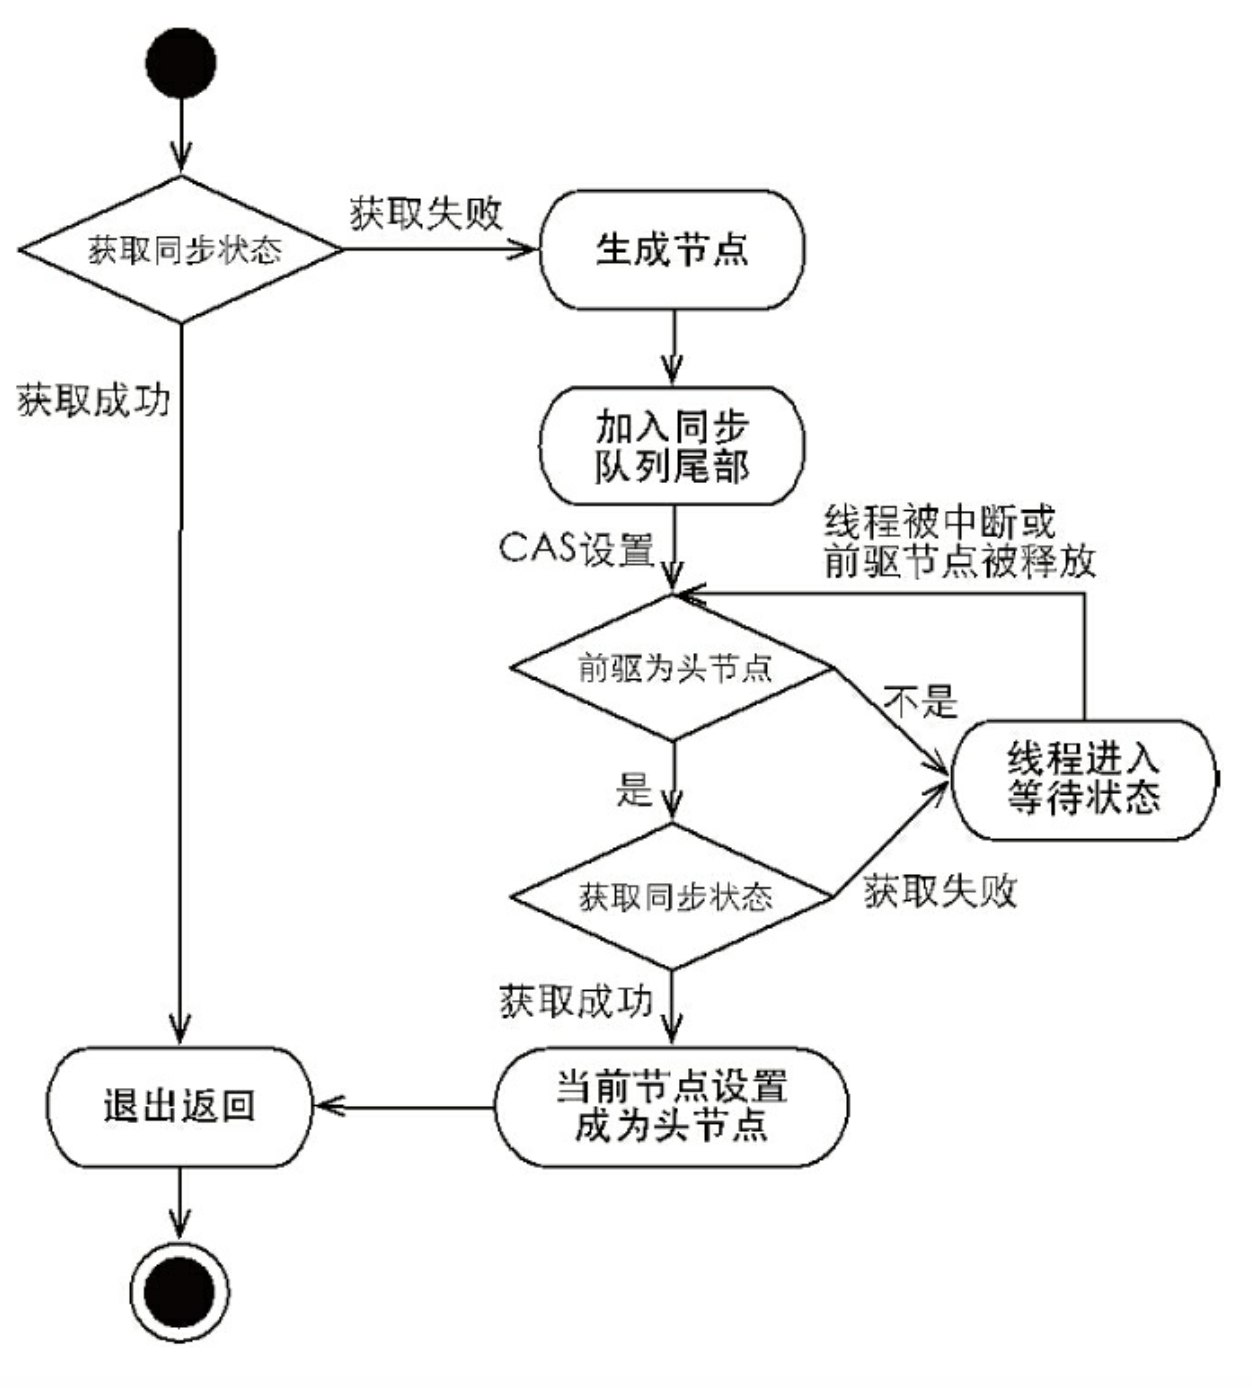 获取同步状态
获取失败
生成节点
获取成功
加入同步
队列尾部
CAS设置
线程被中断或
前驱节点被释放
前驱为头节点
不是
线程进入
等待状态
是
获取同步状态
获取失败
获取成功
当前节点设置
成为头节点
退出返回